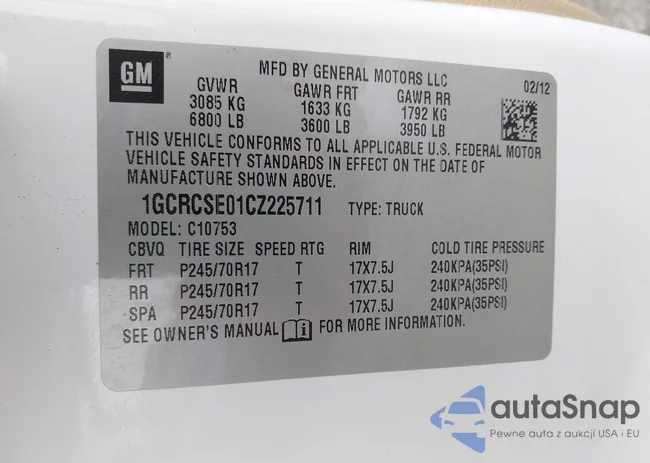 GM
®
MFD BY GENERAL MOTORS LLC
02/12
GVWR GAWR FRT GAWR RR
3085 KG 1633 KG 1792 KG
6800 LB 3600 LB 3950 LB
THIS VEHICLE CONFORMS TO ALL APPLICABLE U.S. FEDERAL MOTOR
VEHICLE SAFETY STANDARDS IN EFFECT ON THE DATE OF
MANUFACTURE SHOWN ABOVE.
1GCRCSE01CZ225711 TYPE: TRUCK
MODEL: C10753
CBVQ TIRE SIZE SPEED RTG RIM COLD TIRE PRESSURE
FRT P245/70R17 T 17X7.5J 240KPA(35PSI)
RR P245/70R17 T 17X7.5J 240KPA(35PSI)
SPA P245/70R17 T 17X7.5J 240KPA(35PSI)
SEE OWNER'S MANUAL FOR MORE INFORMATION.
autaSnap
Pewne auta z aukcji USA i EU